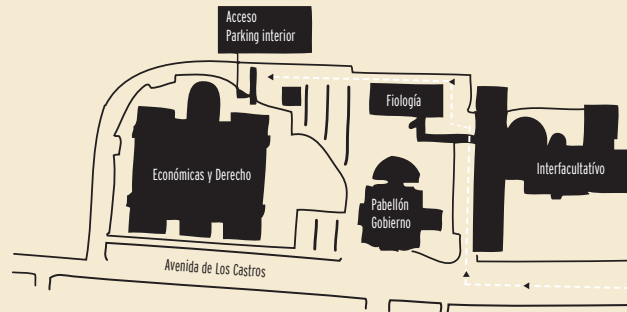 Acceso
Parking interior
Fiología
Económicas y Derecho
Interfacultatívo
Pabellón
Gobierno
Avenida de Los Castros